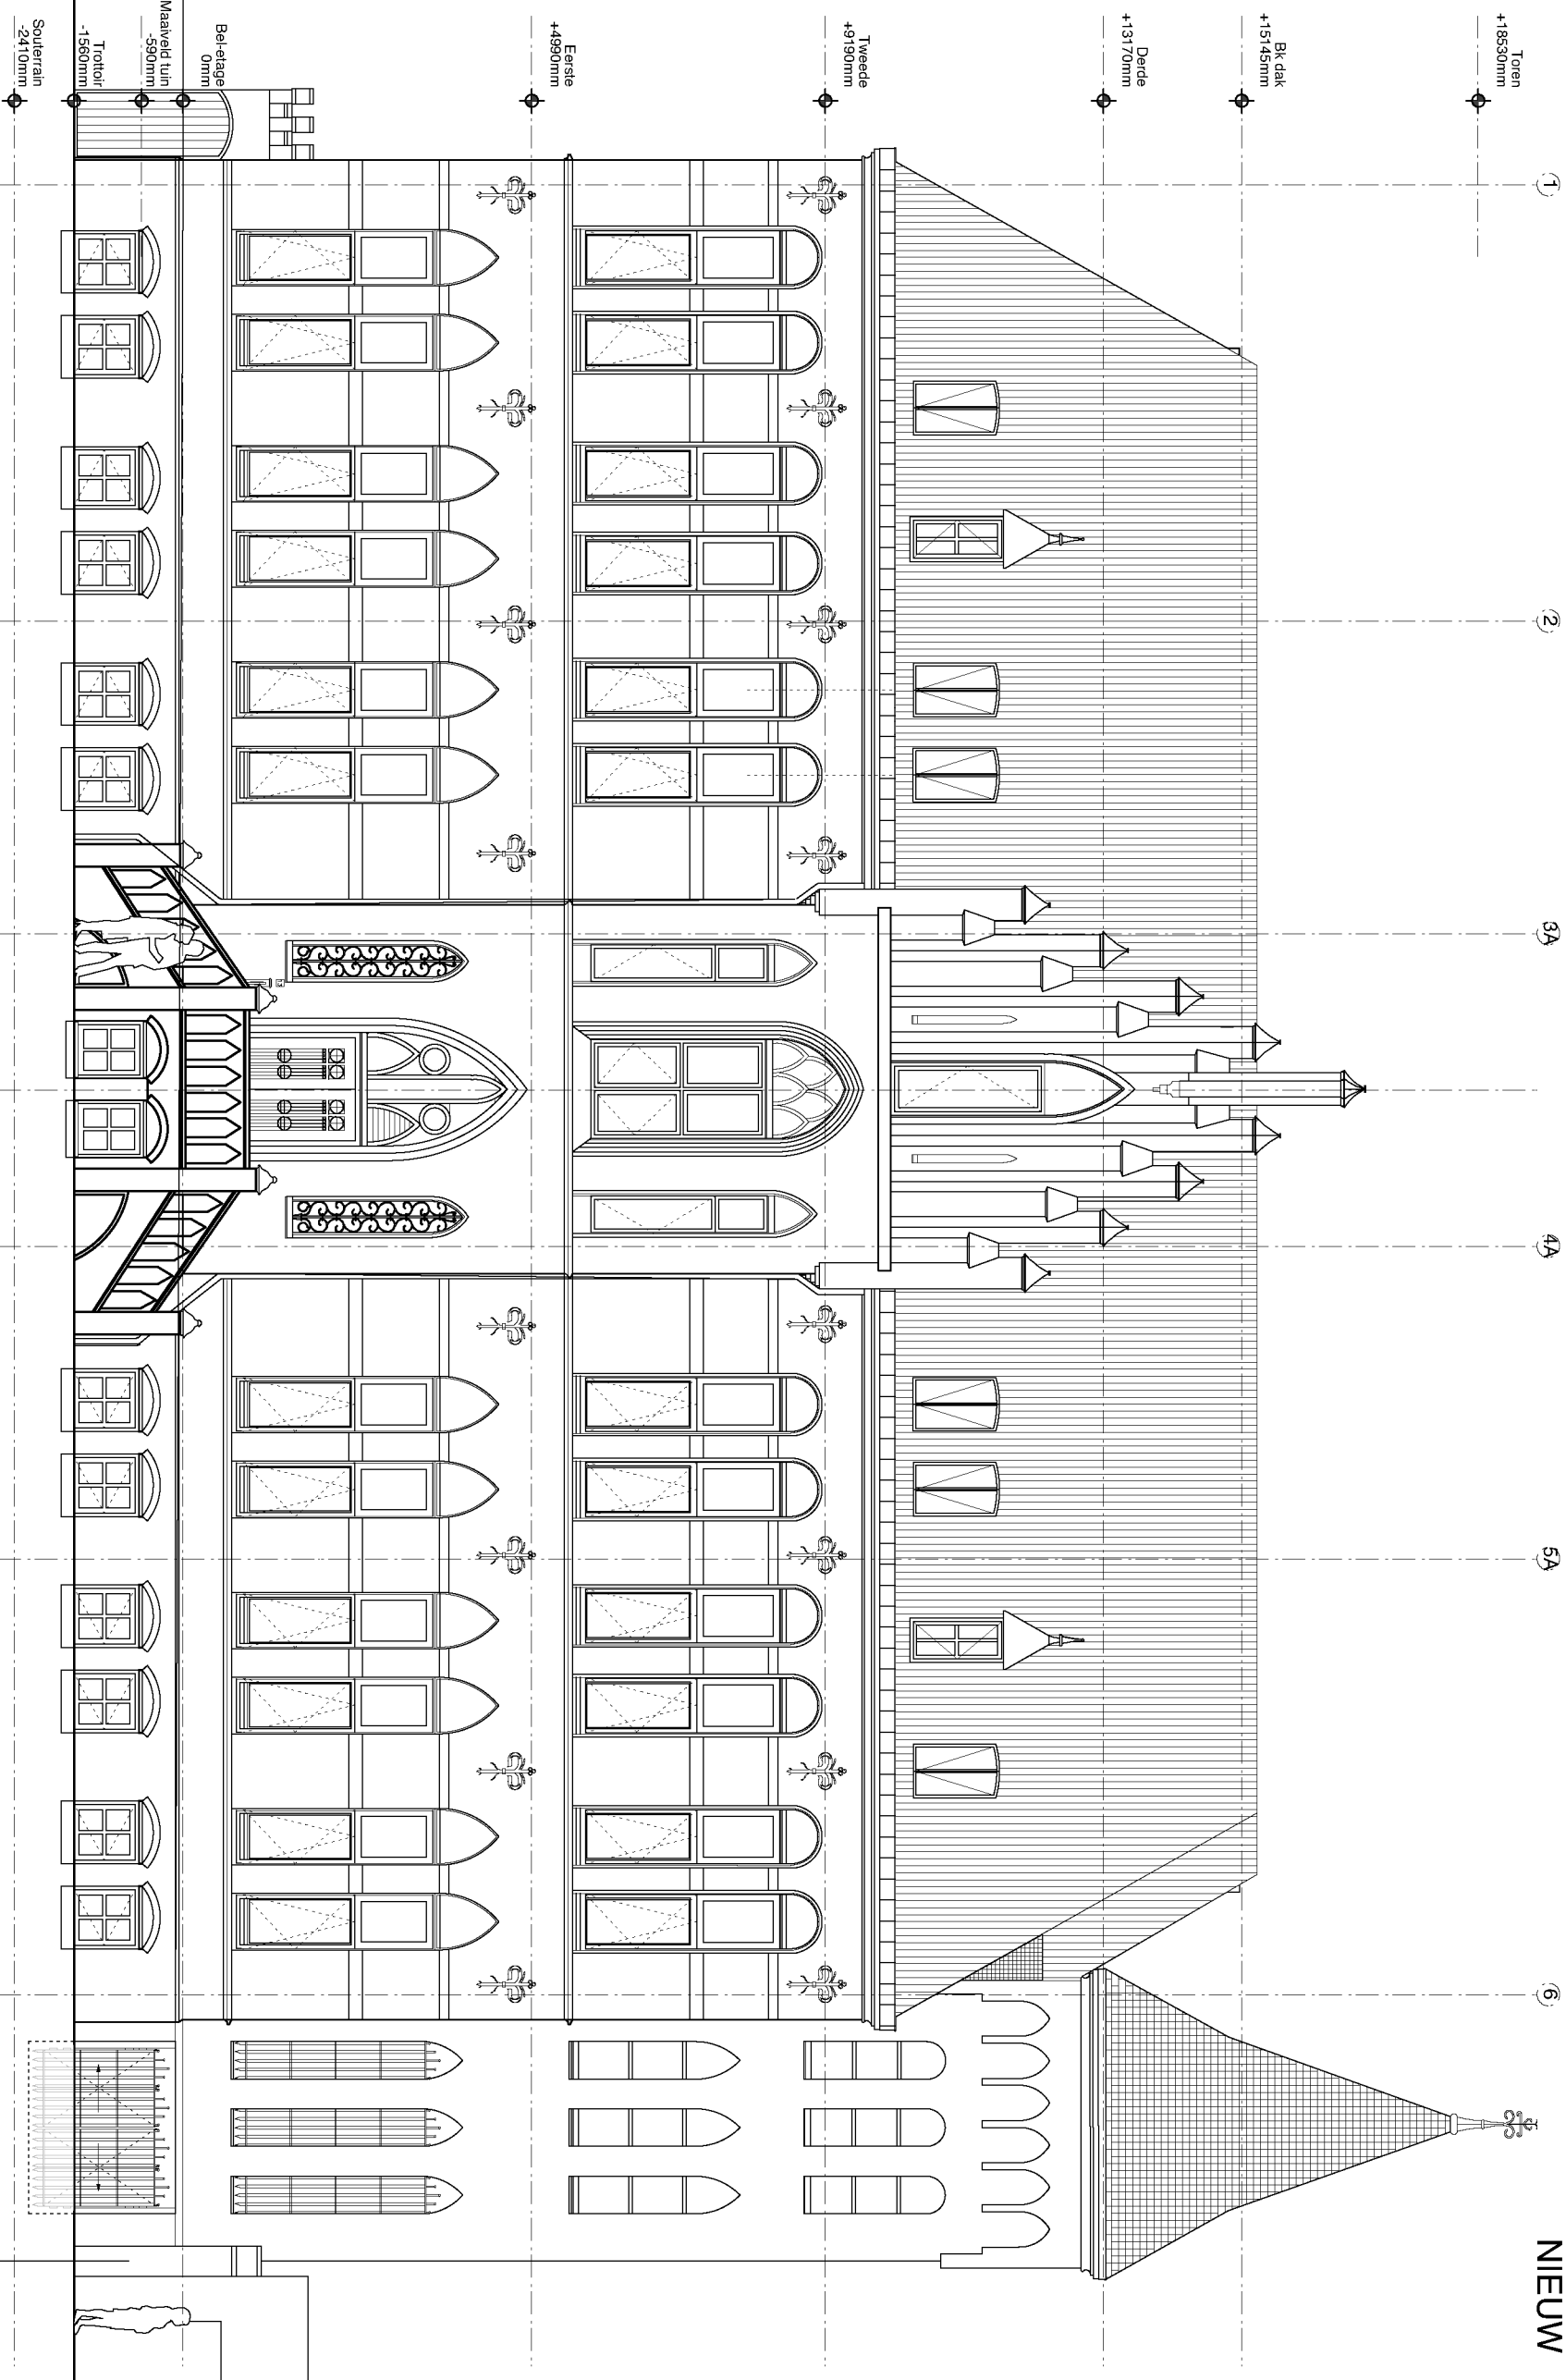 Toren
+18530mm
Bk dak
+15145mm
Derde
+13170mm
Tweede
+9190mm
Eerste
+4990mm
Bel-etage
0mm
Maaiveld tuin
-590mm
Trottoir
-1560mm
Souterrain
-2410mm
1
2
3A
4A
5A
6
NIEUW